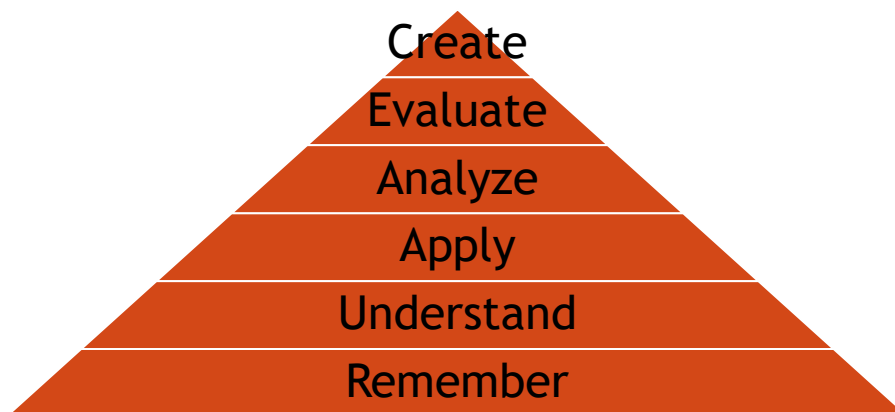 Create
Evaluate
Analyze
Apply
Understand
Remember